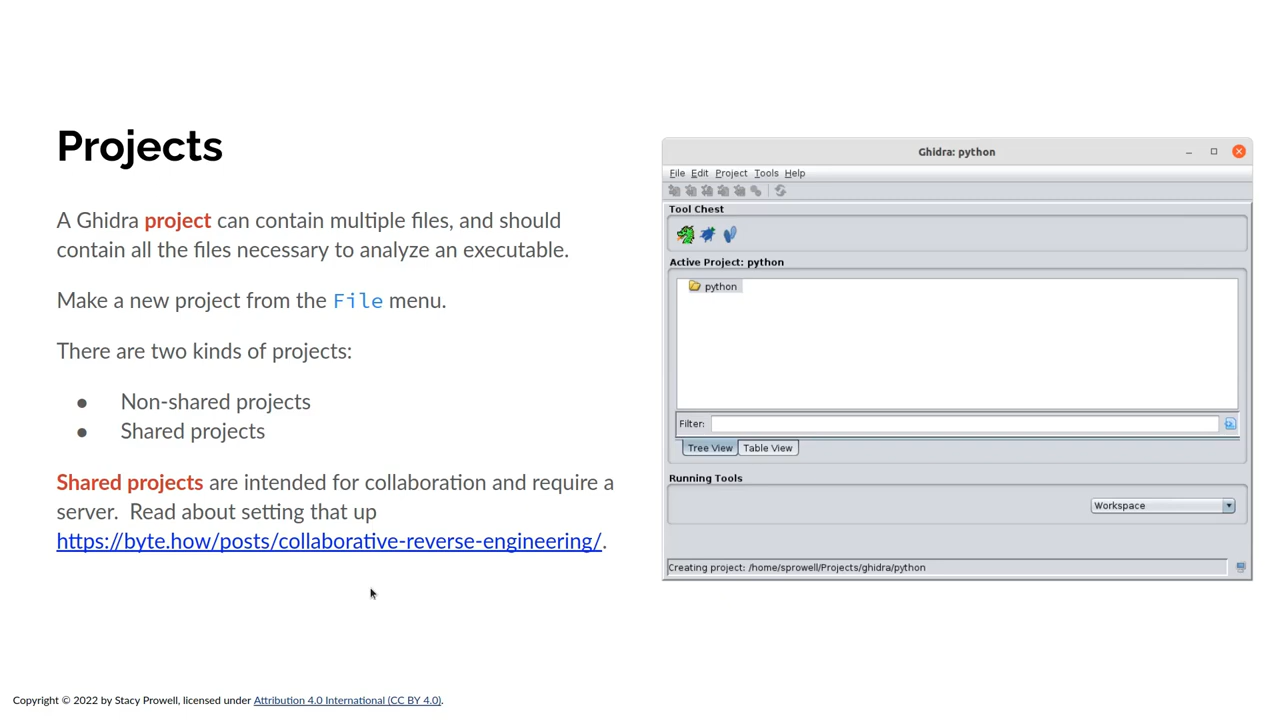 Projects
A Ghidra project can contain multiple files, and should
contain all the files necessary to analyze an executable.
Make a new project from the File menu.
There are two kinds of projects:
● Non-shared projects
● Shared projects
Shared projects are intended for collaboration and require a
server. Read about setting that up
https://byte.how/posts/collaborative-reverse-engineering/.
Ghidra: python
File Edit Project Tools Help
Tool Chest
Active Project: python
python
Filter:
Tree View Table View
Running Tools
Workspace
Creating project: /home/sprowell/Projects/ghidra/python
Copyright © 2022 by Stacy Prowell, licensed under Attribution 4.0 International (CC BY 4.0).